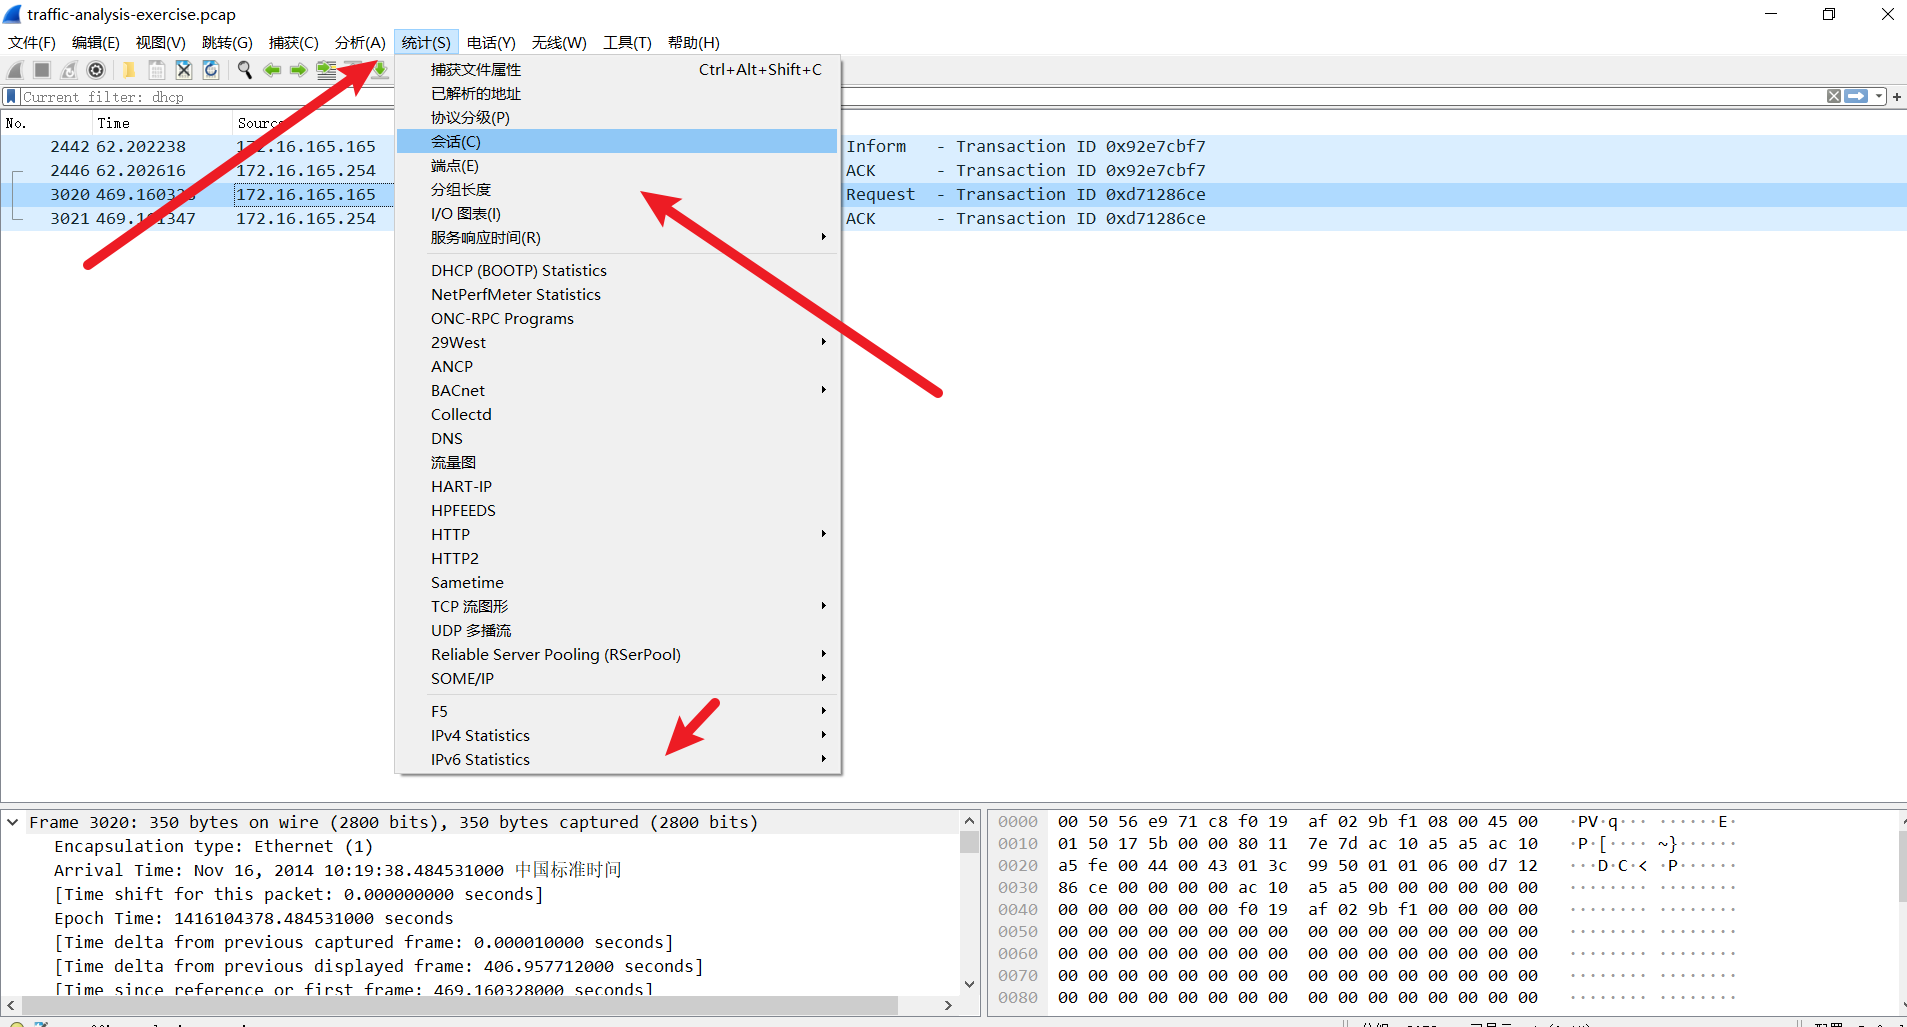 traffic-analysis-exercise.pcap
文件(F) 编辑(E) 视图(V) 跳转(G) 捕获(C) 分析(A) 统计(S) 电话(Y) 无线(W) 工具(T) 帮助(H)
Current filter: dhcp
No. Time Source
2442 62.202238 172.16.165.165 Inform - Transaction ID 0x92e7cbf7
2446 62.202616 172.16.165.254 ACK - Transaction ID 0x92e7cbf7
3020 469.160328 172.16.165.165 Request - Transaction ID 0xd71286ce
3021 469.161347 172.16.165.254 ACK - Transaction ID 0xd71286ce
捕获文件属性 Ctrl+Alt+Shift+C
已解析的地址
协议分级(P)
会话(C)
端点(E)
分组长度
I/O 图表(I)
服务响应时间(R)
DHCP (BOOTP) Statistics
NetPerfMeter Statistics
ONC-RPC Programs
29West
ANCP
BACnet
Collectd
DNS
流量图
HART-IP
HPFEEDS
HTTP
HTTP2
Sametime
TCP 流图形
UDP 多播流
Reliable Server Pooling (RSerPool)
SOME/IP
F5
IPv4 Statistics
IPv6 Statistics
Frame 3020: 350 bytes on wire (2800 bits), 350 bytes captured (2800 bits)
Encapsulation type: Ethernet (1)
Arrival Time: Nov 16, 2014 10:19:38.484531000 中国标准时间
[Time shift for this packet: 0.000000000 seconds]
Epoch Time: 1416104378.484531000 seconds
[Time delta from previous captured frame: 0.000010000 seconds]
[Time delta from previous displayed frame: 406.957712000 seconds]
[Time since reference or first frame: 469.160328000 seconds]
0000 00 50 56 e9 71 c8 f0 19 af 02 9b f1 08 00 45 00 ·PV·q··· ······E·
0010 01 50 17 5b 00 00 80 11 7e 7d ac 10 a5 a5 ac 10 ·P·[···· ~}······
0020 a5 fe 00 44 00 43 01 3c 99 50 01 01 06 00 d7 12 ···D·C·< ·P······
0030 86 ce 00 00 00 00 ac 10 a5 a5 00 00 00 00 00 00 ········ ········
0040 00 00 00 00 00 00 f0 19 af 02 9b f1 00 00 00 00 ········ ········
0050 00 00 00 00 00 00 00 00 00 00 00 00 00 00 00 00 ········ ········
0060 00 00 00 00 00 00 00 00 00 00 00 00 00 00 00 00 ········ ········
0070 00 00 00 00 00 00 00 00 00 00 00 00 00 00 00 00 ········ ········
0080 00 00 00 00 00 00 00 00 00 00 00 00 00 00 00 00 ········ ········